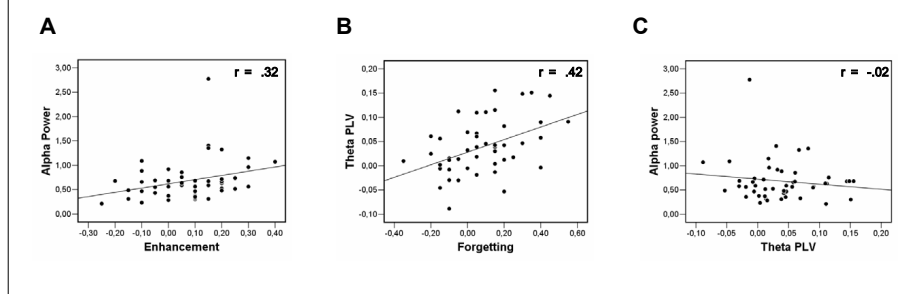 A
r = .32
Alpha Power
3,00
2,50
2,00
1,50
1,00
0,50
0,00
-0,30 -0,20 -0,10 0,00 0,10 0,20 0,30 0,40
Enhancement
B
r = .42
Theta PLV
0,20
0,15
0,10
0,05
0,00
-0,05
-0,10
-0,40 -0,20 0,00 0,20 0,40 0,60
Forgetting
C
r = -.02
Alpha power
3,00
2,50
2,00
1,50
1,00
0,50
0,00
-0,10 -0,05 0,00 0,05 0,10 0,15 0,20
Theta PLV